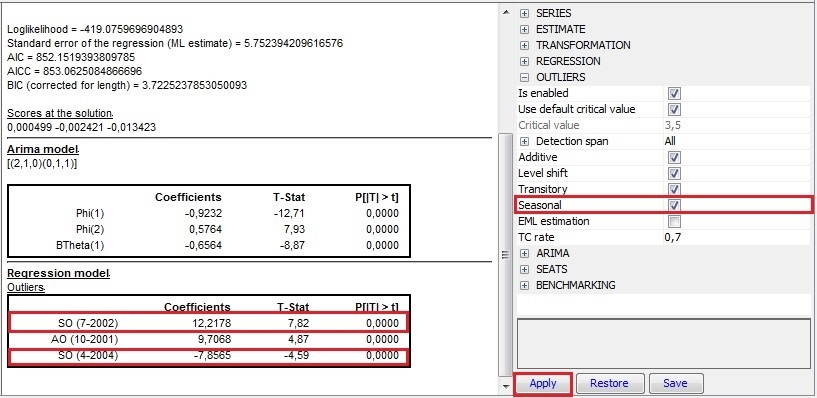 Loglikelihood = -419.0759696904893
Standard error of the regression (ML estimate) = 5.752394209616576
AIC = 852.1519393809785
AICC = 853.0625084866696
BIC (corrected for length) = 3.7225237853050093
Scores at the solution
0,000499 -0,002421 -0,013423
Arima model
[(2,1,0)(0,1,1)]
Coefficients T-Stat P[|T| > t]
Phi(1) -0,9232 -12,71 0,0000
Phi(2) 0,5764 7,93 0,0000
BTheta(1) -0,6564 -8,87 0,0000
Regression model
Outliers
Coefficients T-Stat P[|T| > t]
SO (7-2002) 12,2178 7,82 0,0000
AO (10-2001) 9,7068 4,87 0,0000
SO (4-2004) -7,8565 -4,59 0,0000
SERIES
ESTIMATE
TRANSFORMATION
REGRESSION
OUTLIERS
Is enabled
Use default critical value
Critical value 3,5
Detection span All
Additive
Level shift
Transitory
Seasonal
EML estimation
TC rate 0,7
ARIMA
SEATS
BENCHMARKING
Apply Restore Save